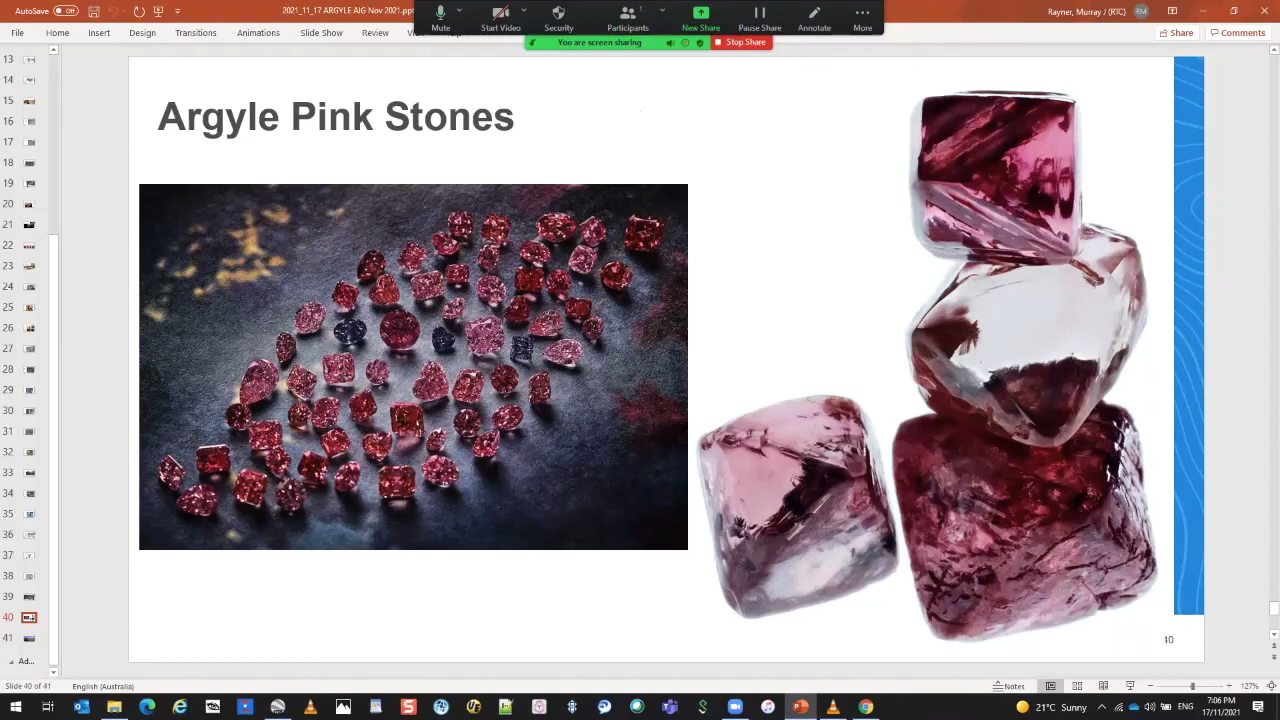 AutoSave Off
2021_11_17 ARGYLE AIG Nov 2021.ppt
Rayner, Murray J (RTC) RM
Mute
Start Video
Security
Participants
1
New Share
Pause Share
Annotate
More
You are screen sharing
Stop Share
Home Insert Design Transitions Animations Slide Show Review
Share Comments
Argyle Pink Stones
15
16
17
18
19
20
21
22
23
24
25
26
27
28
29
30
31
32
33
34
35
36
37
38
39
40
41
Ad...
40
Slide 40 of 41 English (Australia)
Notes
127%
21°C Sunny
ENG
7:06 PM
17/11/2021